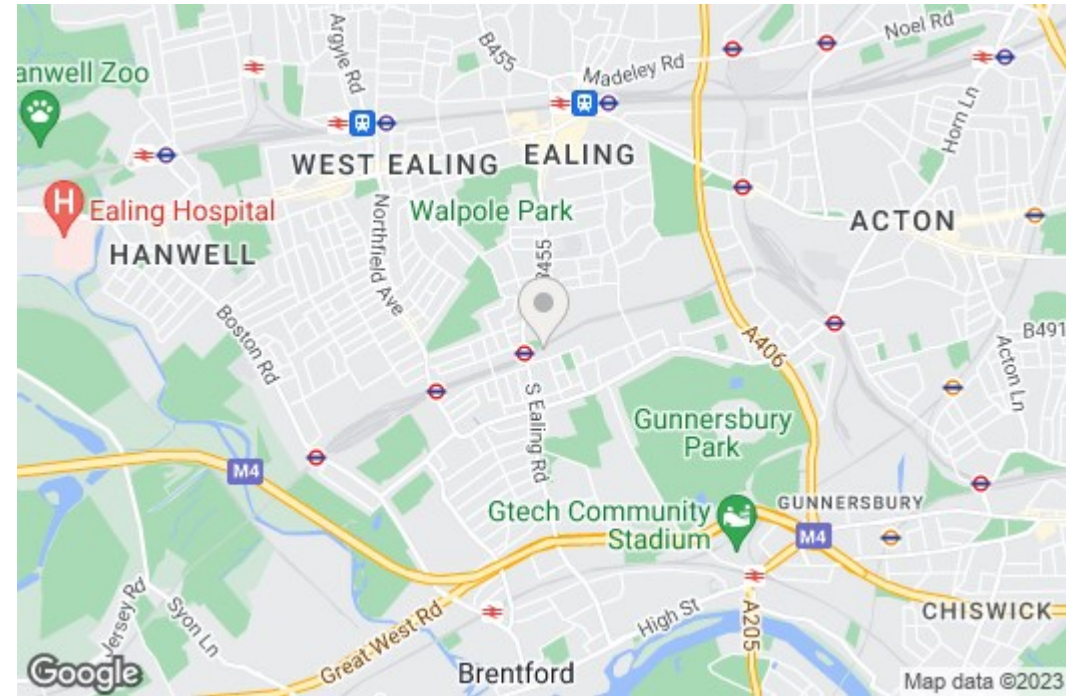 Noel Rd
B455
Argyle Rd
Madeley Rd
anwell Zoo
Horn Ln
WEST EALING
EALING
H
Ealing Hospital
Walpole Park
ACTON
HANWELL
Northfield Ave
B455
Boston Rd
B491
A406
Acton Ln
S Ealing Rd
Gunnersbury
Park
M4
Gtech Community
Stadium
GUNNERSBURY
M4
Jersey Rd
Syon Ln
Great West Rd
High St
A205
CHISWICK
Brentford
Google
Map data ©2023